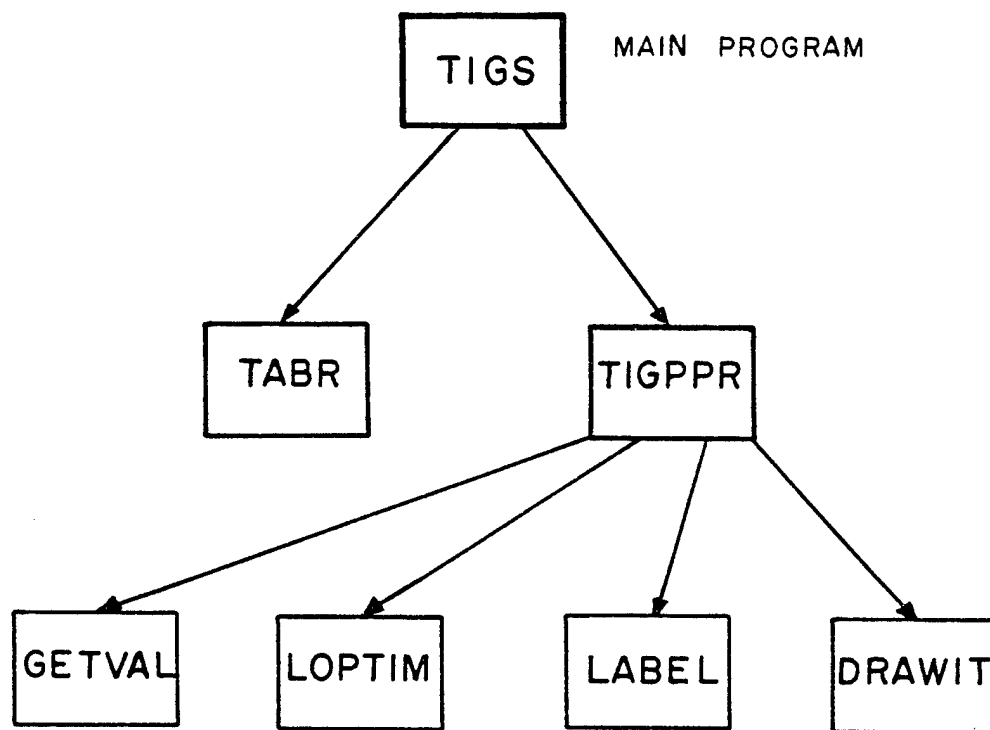 TIGS
MAIN PROGRAM
TABR
TIGPPR
GETVAL
LOPTIM
LABEL
DRAWIT